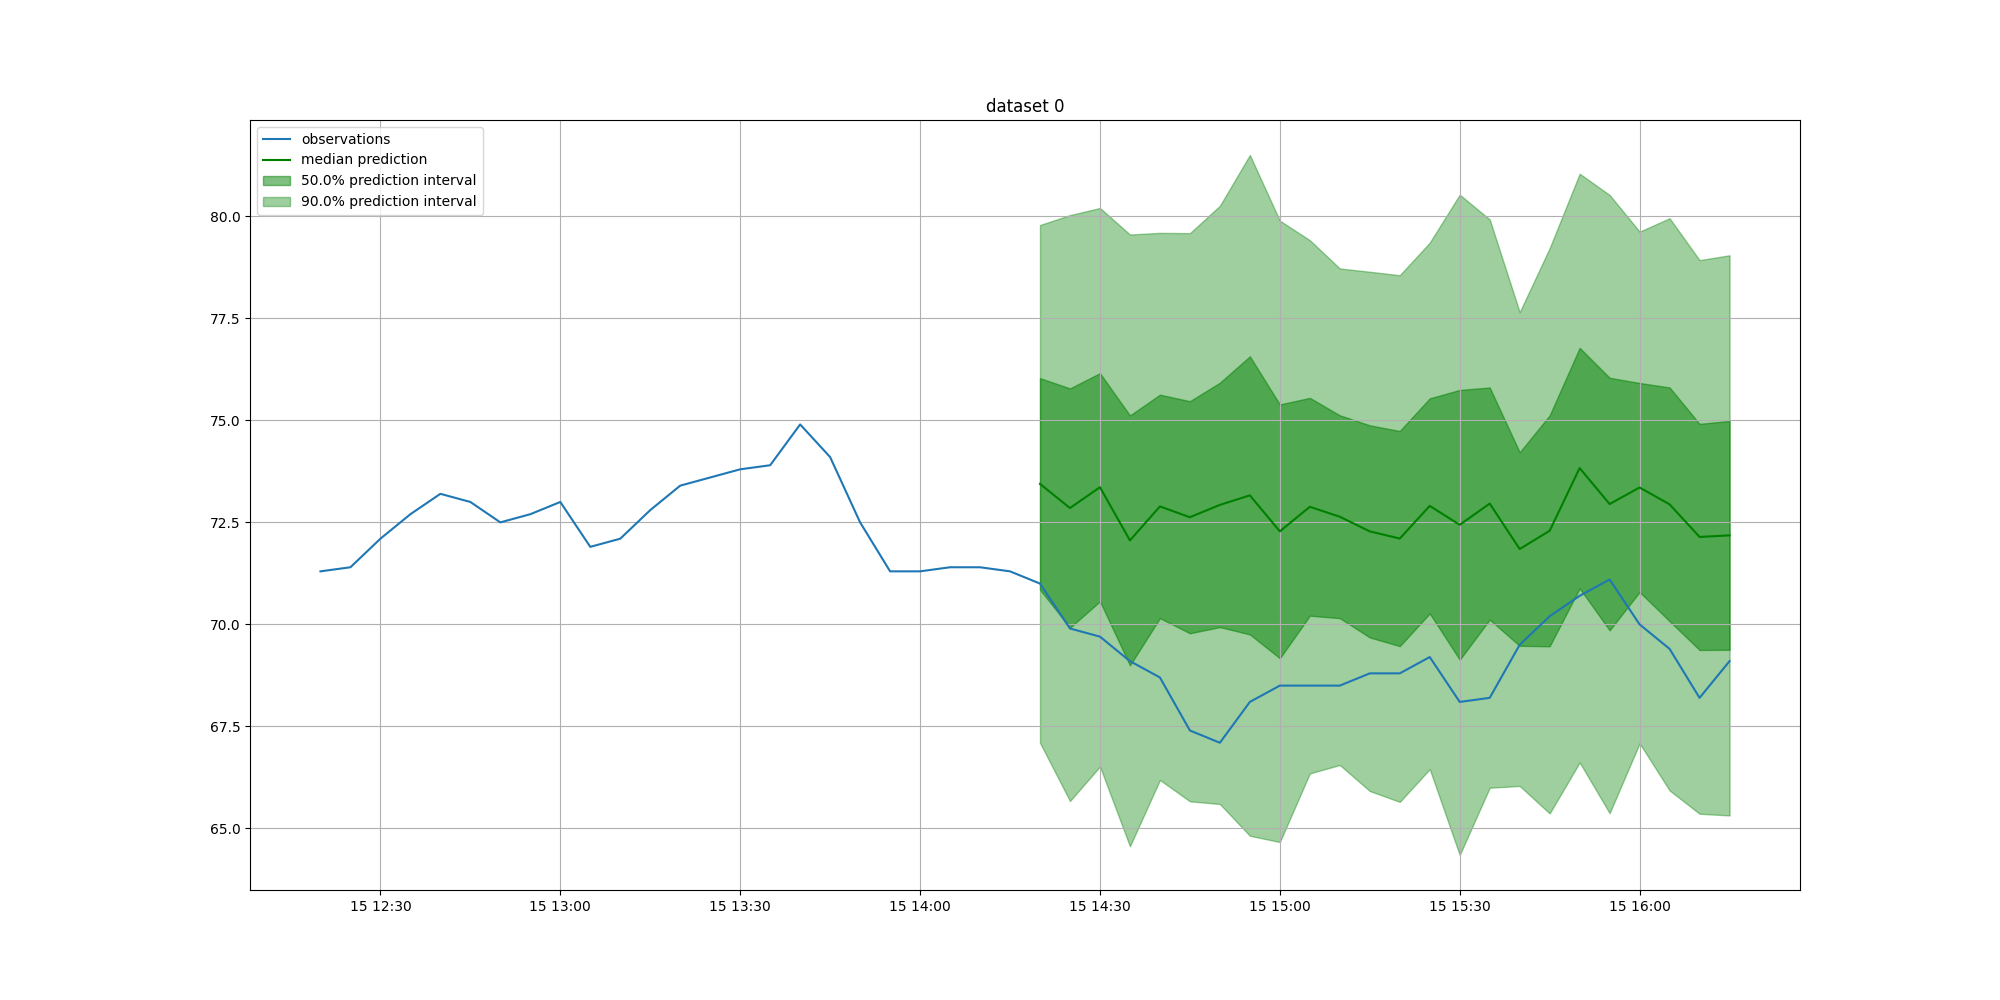 dataset 0
observations
median prediction
50.0% prediction interval
90.0% prediction interval
80.0
77.5
75.0
72.5
70.0
67.5
65.0
15 12:30 15 13:00 15 13:30 15 14:00 15 14:30 15 15:00 15 15:30 15 16:00